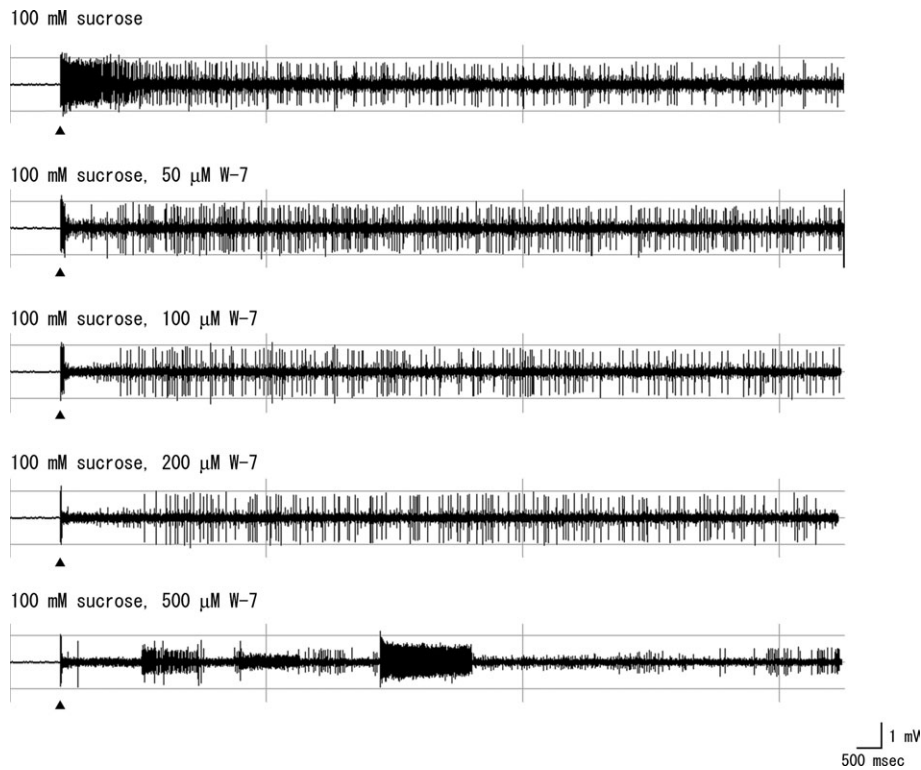 100 mM sucrose
100 mM sucrose, 50 μM W-7
100 mM sucrose, 100 μM W-7
100 mM sucrose, 200 μM W-7
100 mM sucrose, 500 μM W-7
1 mV
500 msec